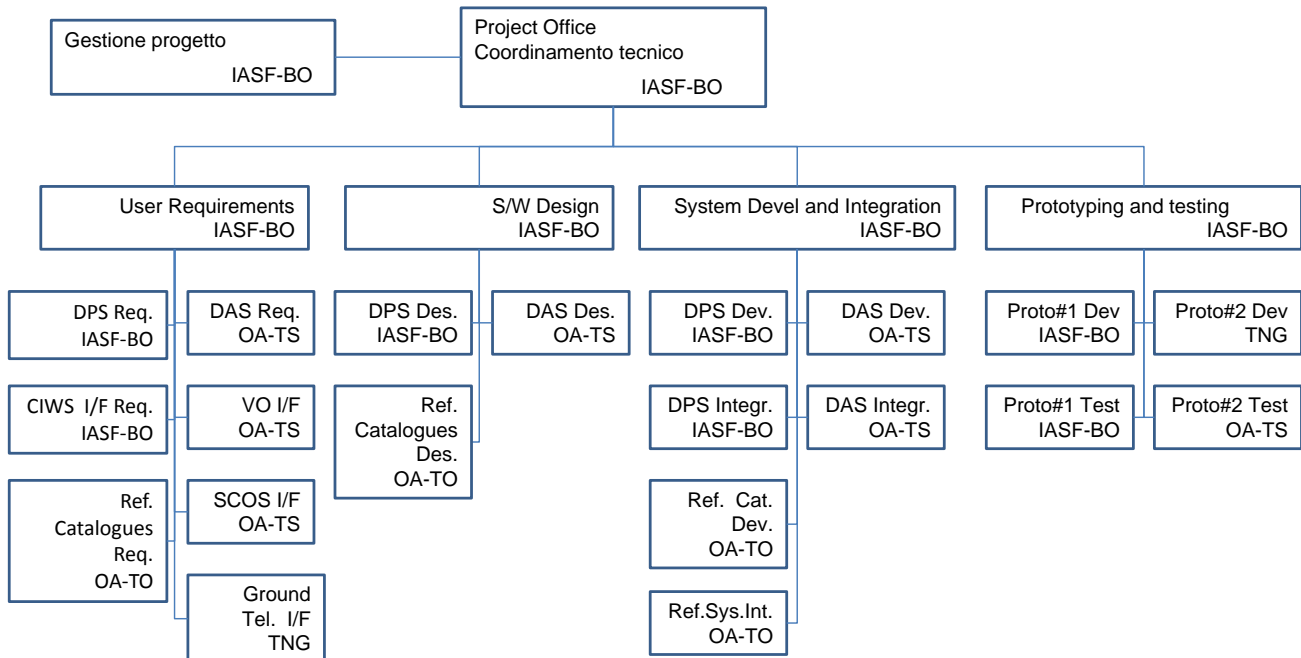 Gestione progetto
IASF-BO
Project Office
Coordinamento tecnico
IASF-BO
User Requirements
IASF-BO
S/W Design
IASF-BO
System Devel and Integration
IASF-BO
Prototyping and testing
IASF-BO
DPS Req.
IASF-BO
DAS Req.
OA-TS
CIWS I/F Req.
IASF-BO
VO I/F
OA-TS
Ref.
Catalogues
Req.
OA-TO
SCOS I/F
OA-TS
Ground
Tel. I/F
TNG
DPS Des.
IASF-BO
DAS Des.
OA-TS
Ref.
Catalogues
Des.
OA-TO
DPS Dev.
IASF-BO
DAS Dev.
OA-TS
DPS Integr.
IASF-BO
DAS Integr.
OA-TS
Ref. Cat.
Dev.
OA-TO
Ref.Sys.Int.
OA-TO
Proto#1 Dev
IASF-BO
Proto#2 Dev
TNG
Proto#1 Test
IASF-BO
Proto#2 Test
OA-TS